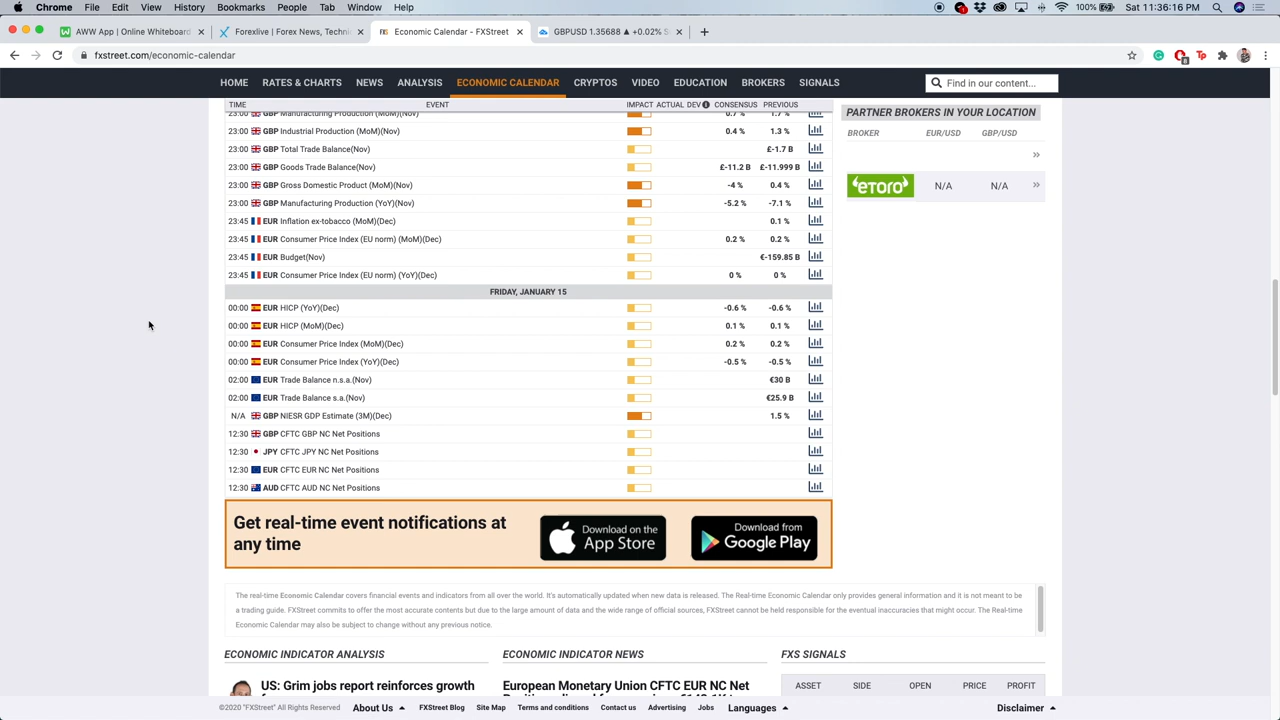 Chrome File Edit View History Bookmarks People Tab Window Help 100% Sat 11:36:16 PM
AWW App | Online Whiteboard × Forexlive | Forex News, Techni × Economic Calendar - FXStreet × GBPUSD 1.35688 ▲ +0.02% S ×
fxstreet.com/economic-calendar
HOME RATES & CHARTS NEWS ANALYSIS ECONOMIC CALENDAR CRYPTOS VIDEO EDUCATION BROKERS SIGNALS Find in our content...
TIME EVENT IMPACT ACTUAL DEV CONSENSUS PREVIOUS
23:00 GBP Manufacturing Production (MoM)(Nov) 0.7 % 1.7 %
23:00 GBP Industrial Production (MoM)(Nov) 0.4 % 1.3 %
23:00 GBP Total Trade Balance(Nov) £-1.7 B
23:00 GBP Goods Trade Balance(Nov) £-11.2 B £-11.999 B
23:00 GBP Gross Domestic Product (MoM)(Nov) -4 % 0.4 %
23:00 GBP Manufacturing Production (YoY)(Nov) -5.2 % -7.1 %
23:45 EUR Inflation ex-tobacco (MoM)(Dec) 0.1 %
23:45 EUR Consumer Price Index (EU norm) (MoM)(Dec) 0.2 % 0.2 %
23:45 EUR Budget(Nov) €-159.85 B
23:45 EUR Consumer Price Index (EU norm) (YoY)(Dec) 0 % 0 %
FRIDAY, JANUARY 15
00:00 EUR HICP (YoY)(Dec) -0.6 % -0.6 %
00:00 EUR HICP (MoM)(Dec) 0.1 % 0.1 %
00:00 EUR Consumer Price Index (MoM)(Dec) 0.2 % 0.2 %
00:00 EUR Consumer Price Index (YoY)(Dec) -0.5 % -0.5 %
02:00 EUR Trade Balance n.s.a.(Nov) €30 B
02:00 EUR Trade Balance s.a.(Nov) €25.9 B
N/A GBP NIESR GDP Estimate (3M)(Dec) 1.5 %
12:30 GBP CFTC GBP NC Net Positions
12:30 JPY CFTC JPY NC Net Positions
12:30 EUR CFTC EUR NC Net Positions
12:30 AUD CFTC AUD NC Net Positions
PARTNER BROKERS IN YOUR LOCATION
BROKER EUR/USD GBP/USD
»
eToro N/A N/A »
Get real-time event notifications at
any time
Download on the
App Store
Download from
Google Play
The real-time Economic Calendar covers financial events and indicators from all over the world. It's automatically updated when new data is released. The Real-time Economic Calendar only provides general information and it is not meant to be
a trading guide. FXStreet commits to offer the most accurate contents but due to the large amount of data and the wide range of official sources, FXStreet cannot be held responsible for the eventual inaccuracies that might occur. The Real-time
Economic Calendar may also be subject to change without any previous notice.
ECONOMIC INDICATOR ANALYSIS
US: Grim jobs report reinforces growth
ECONOMIC INDICATOR NEWS
European Monetary Union CFTC EUR NC Net
FXS SIGNALS
ASSET SIDE OPEN PRICE PROFIT
©2020 "FXStreet" All Rights Reserved About Us FXStreet Blog Site Map Terms and conditions Contact us Advertising Jobs Languages Disclaimer